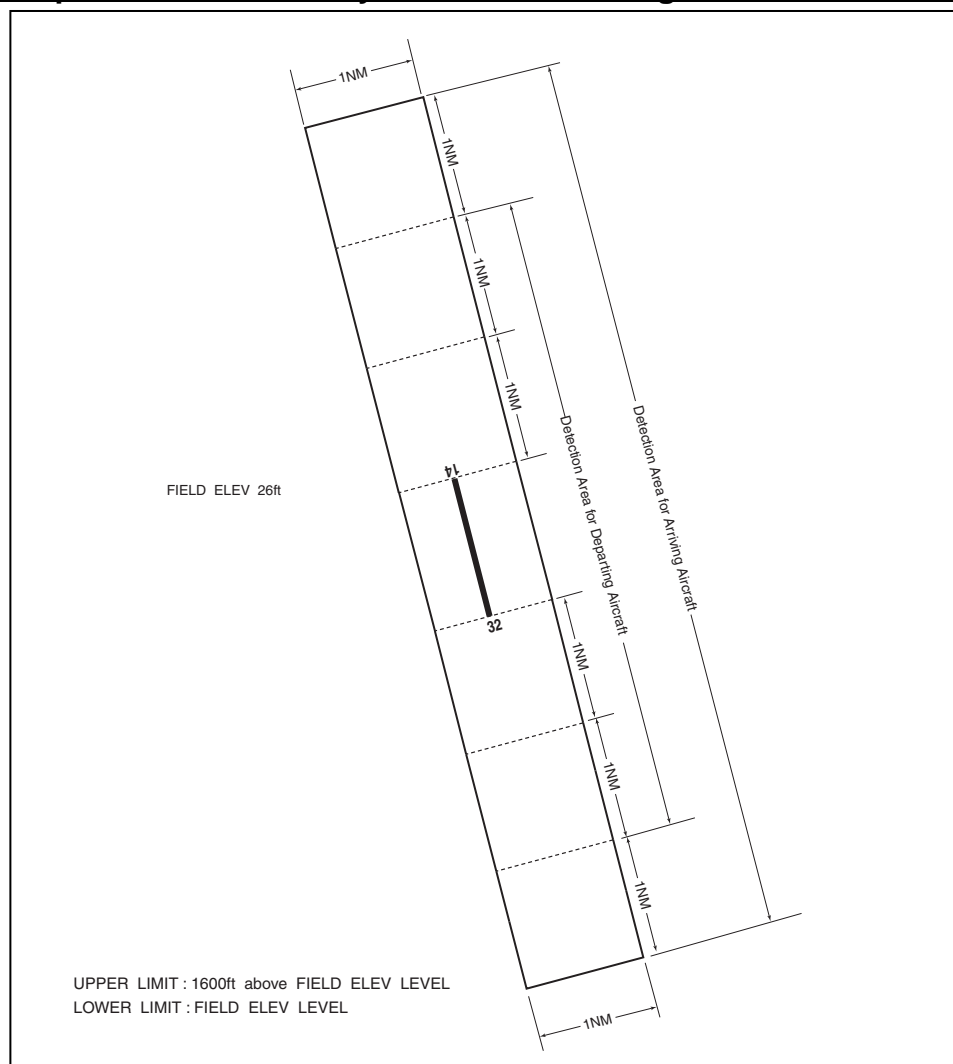 1NM
1NM
1NM
1NM
Detection Area for Departing Aircraft
Detection Area for Arriving Aircraft
14
FIELD ELEV 26ft
32
1NM
1NM
1NM
UPPER LIMIT : 1600ft above FIELD ELEV LEVEL
LOWER LIMIT : FIELD ELEV LEVEL
1NM